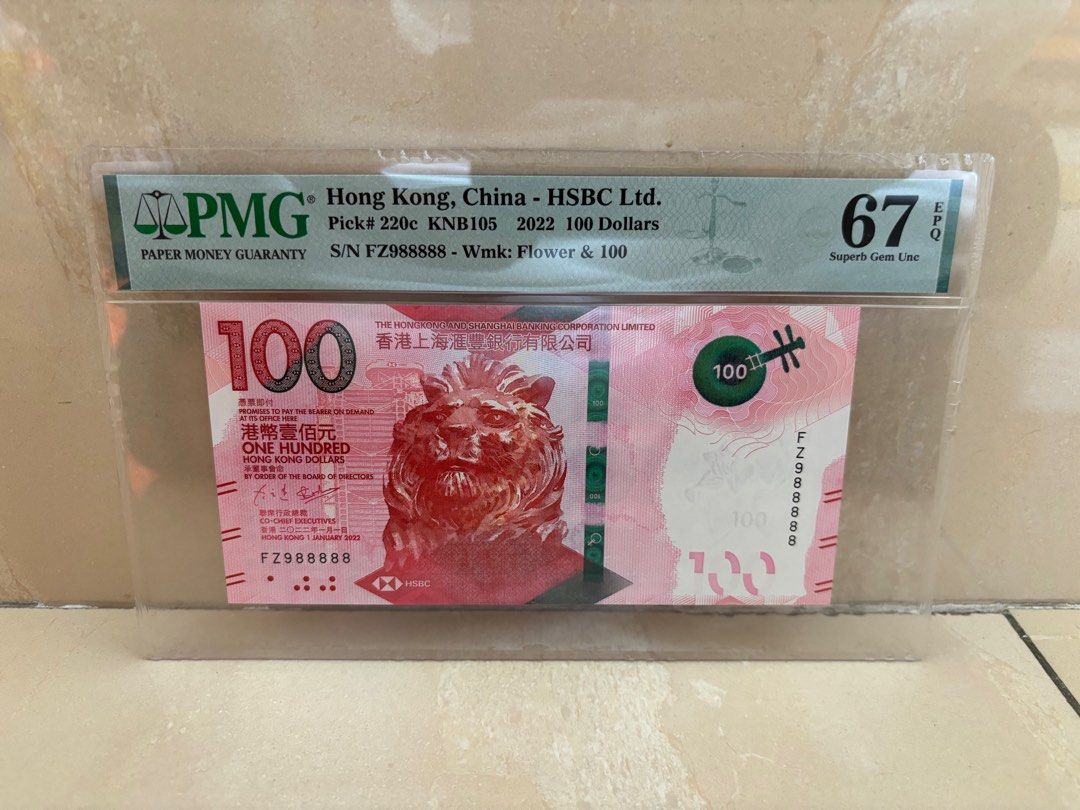 PMG®
PAPER MONEY GUARANTY
Hong Kong, China - HSBC Ltd.
Pick# 220c KNB105 2022 100 Dollars
S/N FZ988888 - Wmk: Flower & 100
67
EPQ
Superb Gem Unc
100
THE HONGKONG AND SHANGHAI BANKING CORPORATION LIMITED
香港上海滙豐銀行有限公司
憑票即付
PROMISES TO PAY THE BEARER ON DEMAND
AT ITS OFFICE HERE
港幣壹佰元
ONE HUNDRED
HONG KONG DOLLARS
承董事會命
BY ORDER OF THE BOARD OF DIRECTORS
聯席行政總裁
CO-CHIEF EXECUTIVES
香港 二〇二二年一月一日
HONG KONG 1 JANUARY 2022
FZ988888
HSBC
100
100
100
FZ988888
100
100